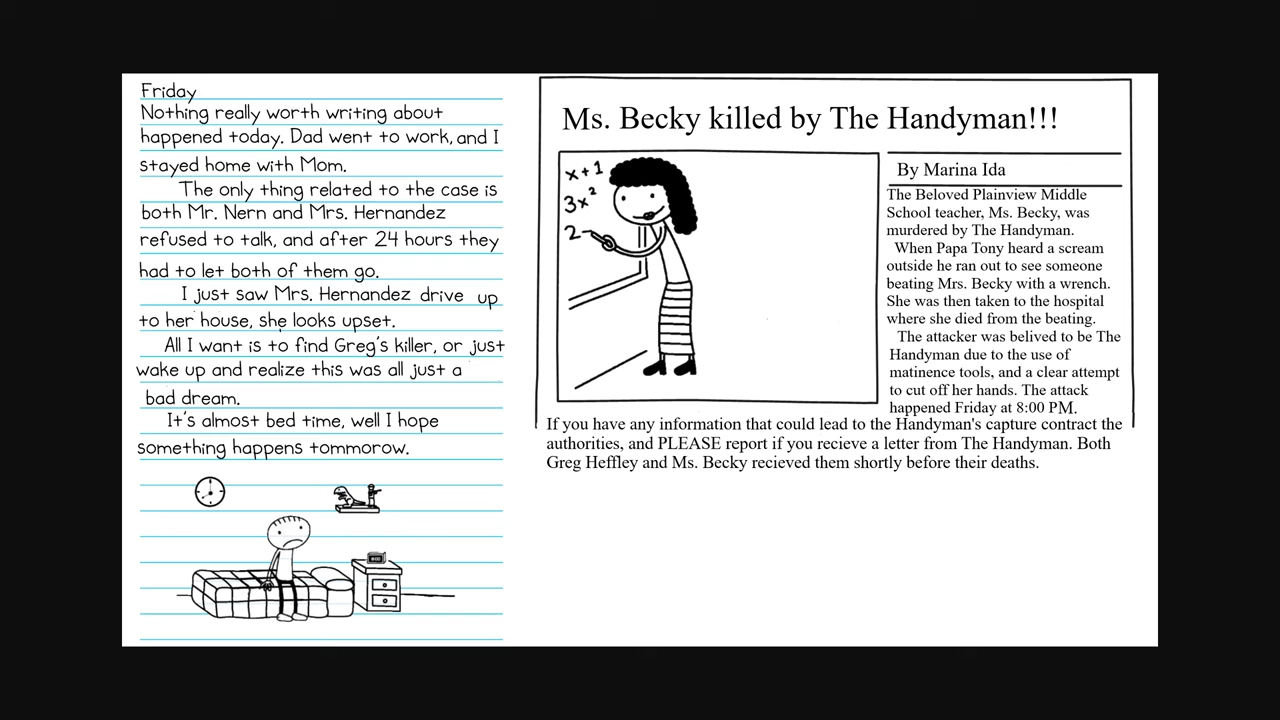 Friday
Nothing really worth writing about
happened today. Dad went to work, and I
stayed home with Mom.
The only thing related to the case is
both Mr. Nern and Mrs. Hernandez
refused to talk, and after 24 hours they
had to let both of them go.
I just saw Mrs. Hernandez drive up
to her house, she looks upset.
All I want is to find Greg's killer, or just
wake up and realize this was all just a
bad dream.
It's almost bed time, well I hope
something happens tommorow.
Ms. Becky killed by The Handyman!!!
x+1
3x²
2-
By Marina Ida
The Beloved Plainview Middle
School teacher, Ms. Becky, was
murdered by The Handyman.
When Papa Tony heard a scream
outside he ran out to see someone
beating Mrs. Becky with a wrench.
She was then taken to the hospital
where she died from the beating.
The attacker was belived to be The
Handyman due to the use of
matinence tools, and a clear attempt
to cut off her hands. The attack
happened Friday at 8:00 PM.
If you have any information that could lead to the Handyman's capture contract the
authorities, and PLEASE report if you recieve a letter from The Handyman. Both
Greg Heffley and Ms. Becky recieved them shortly before their deaths.